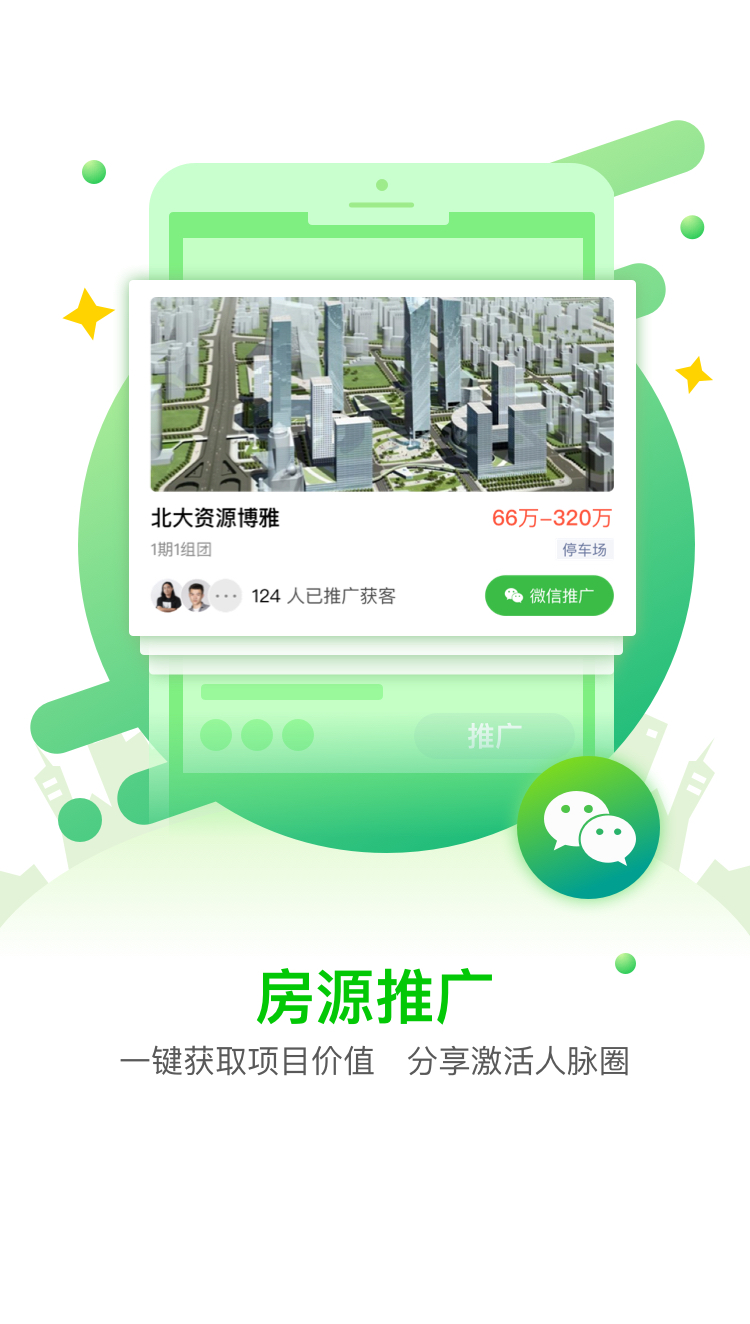 北大资源博雅
66万-320万
1期1组团
停车场
124 人已推广获客
微信推广
推广
房源推广
一键获取项目价值 分享激活人脉圈